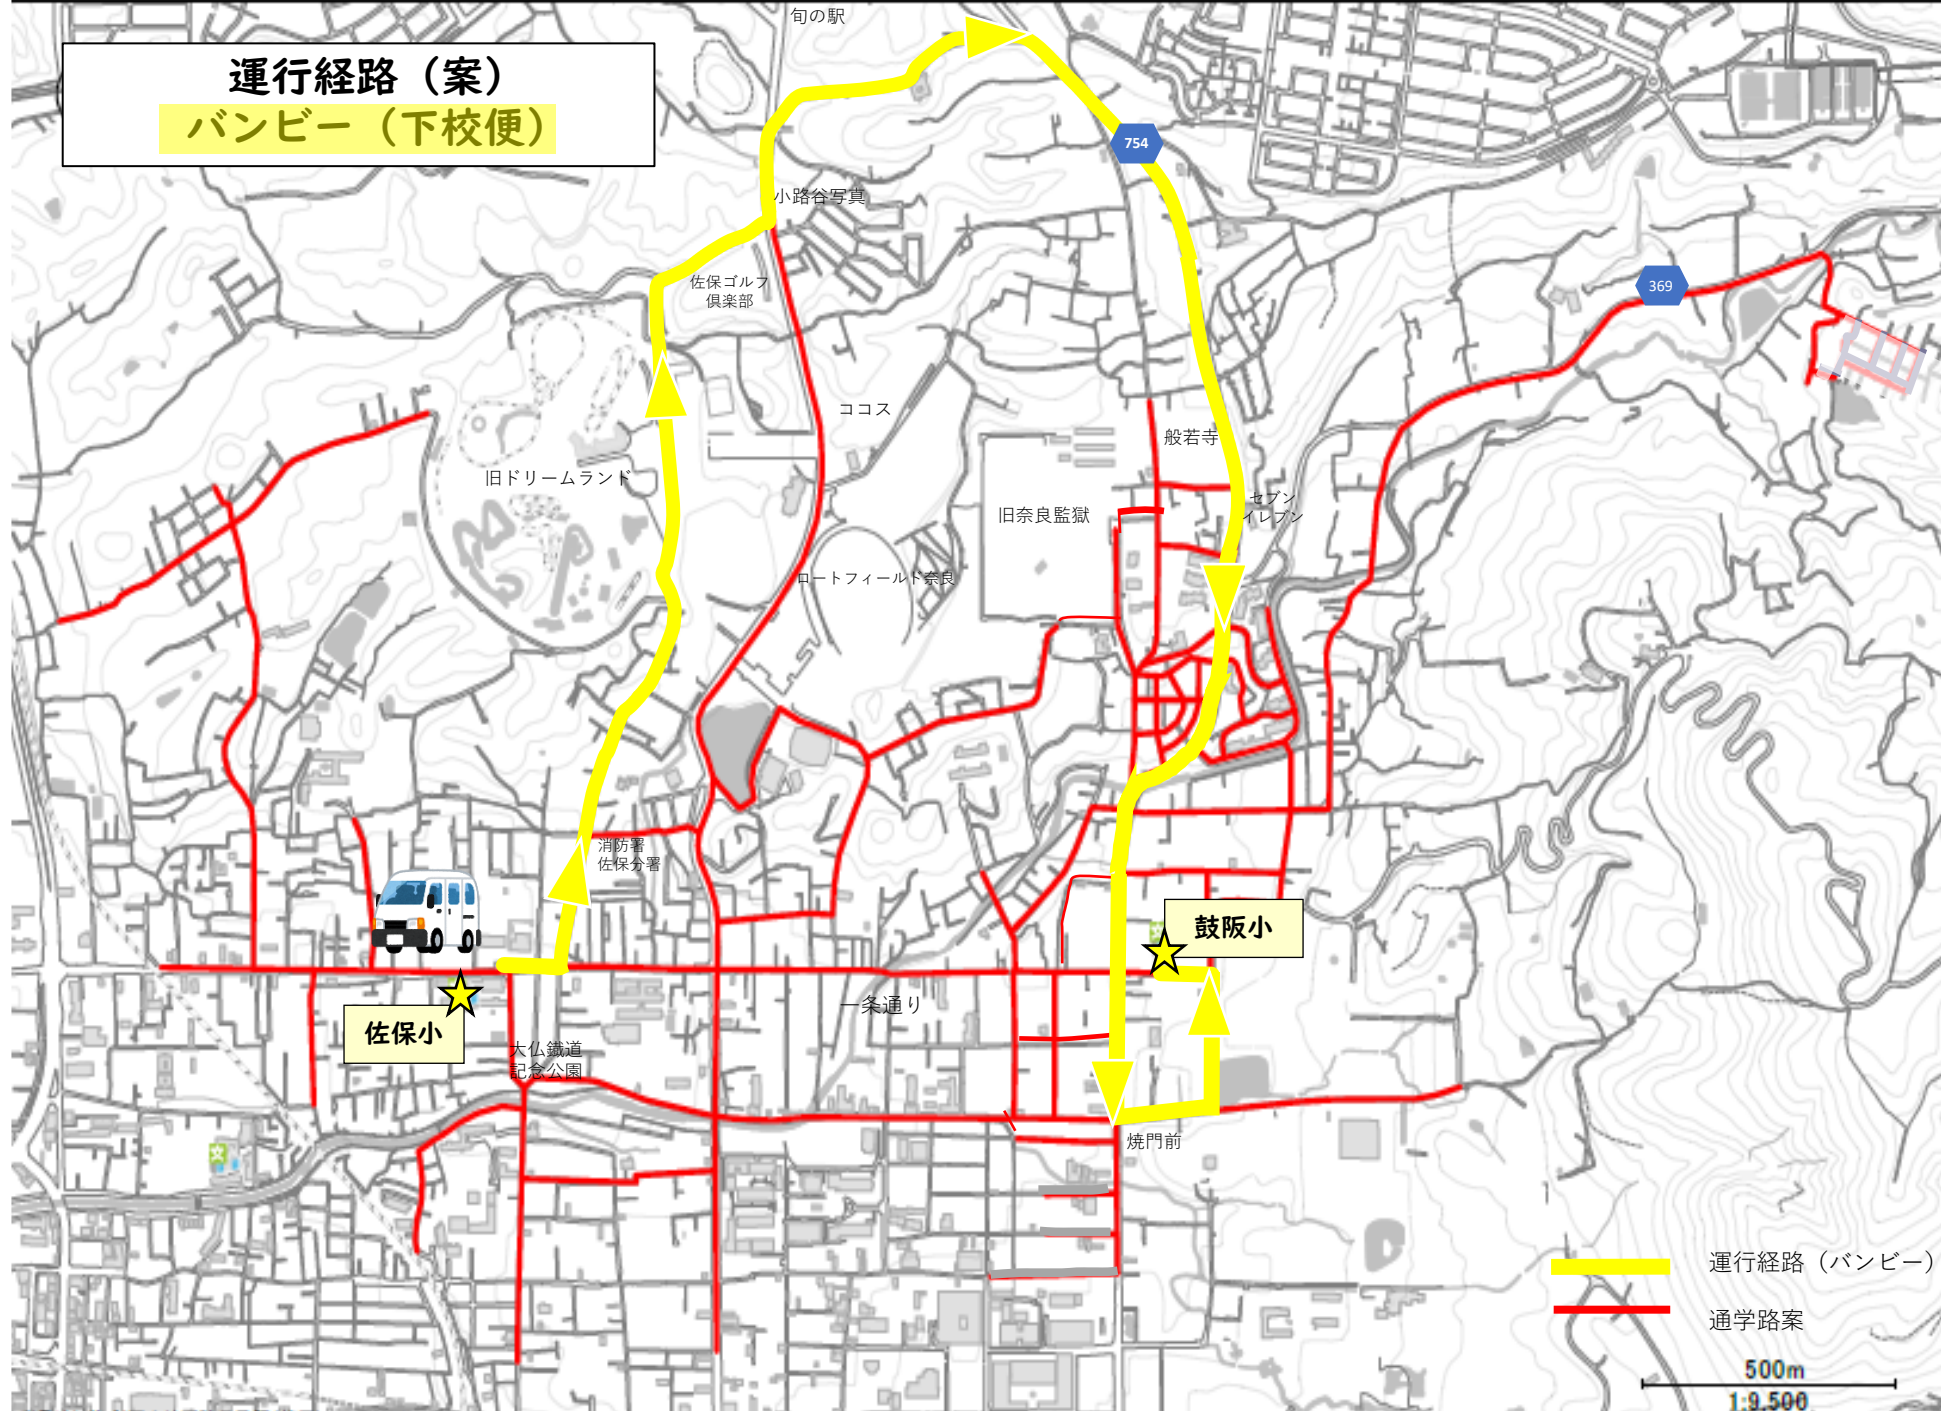 旬の駅
運行経路（案）
バンビー（下校便）
754
小路谷写真
369
佐保ゴルフ
倶楽部
ココス
般若寺
旧ドリームランド
セブン
イレブン
旧奈良監獄
ロートフィールド奈良
消防署
佐保分署
鼓阪小
一条通り
佐保小
大仏鐵道
記念公園
焼門前
文
運行経路（バンビー）
通学路案
500m
1:9,500